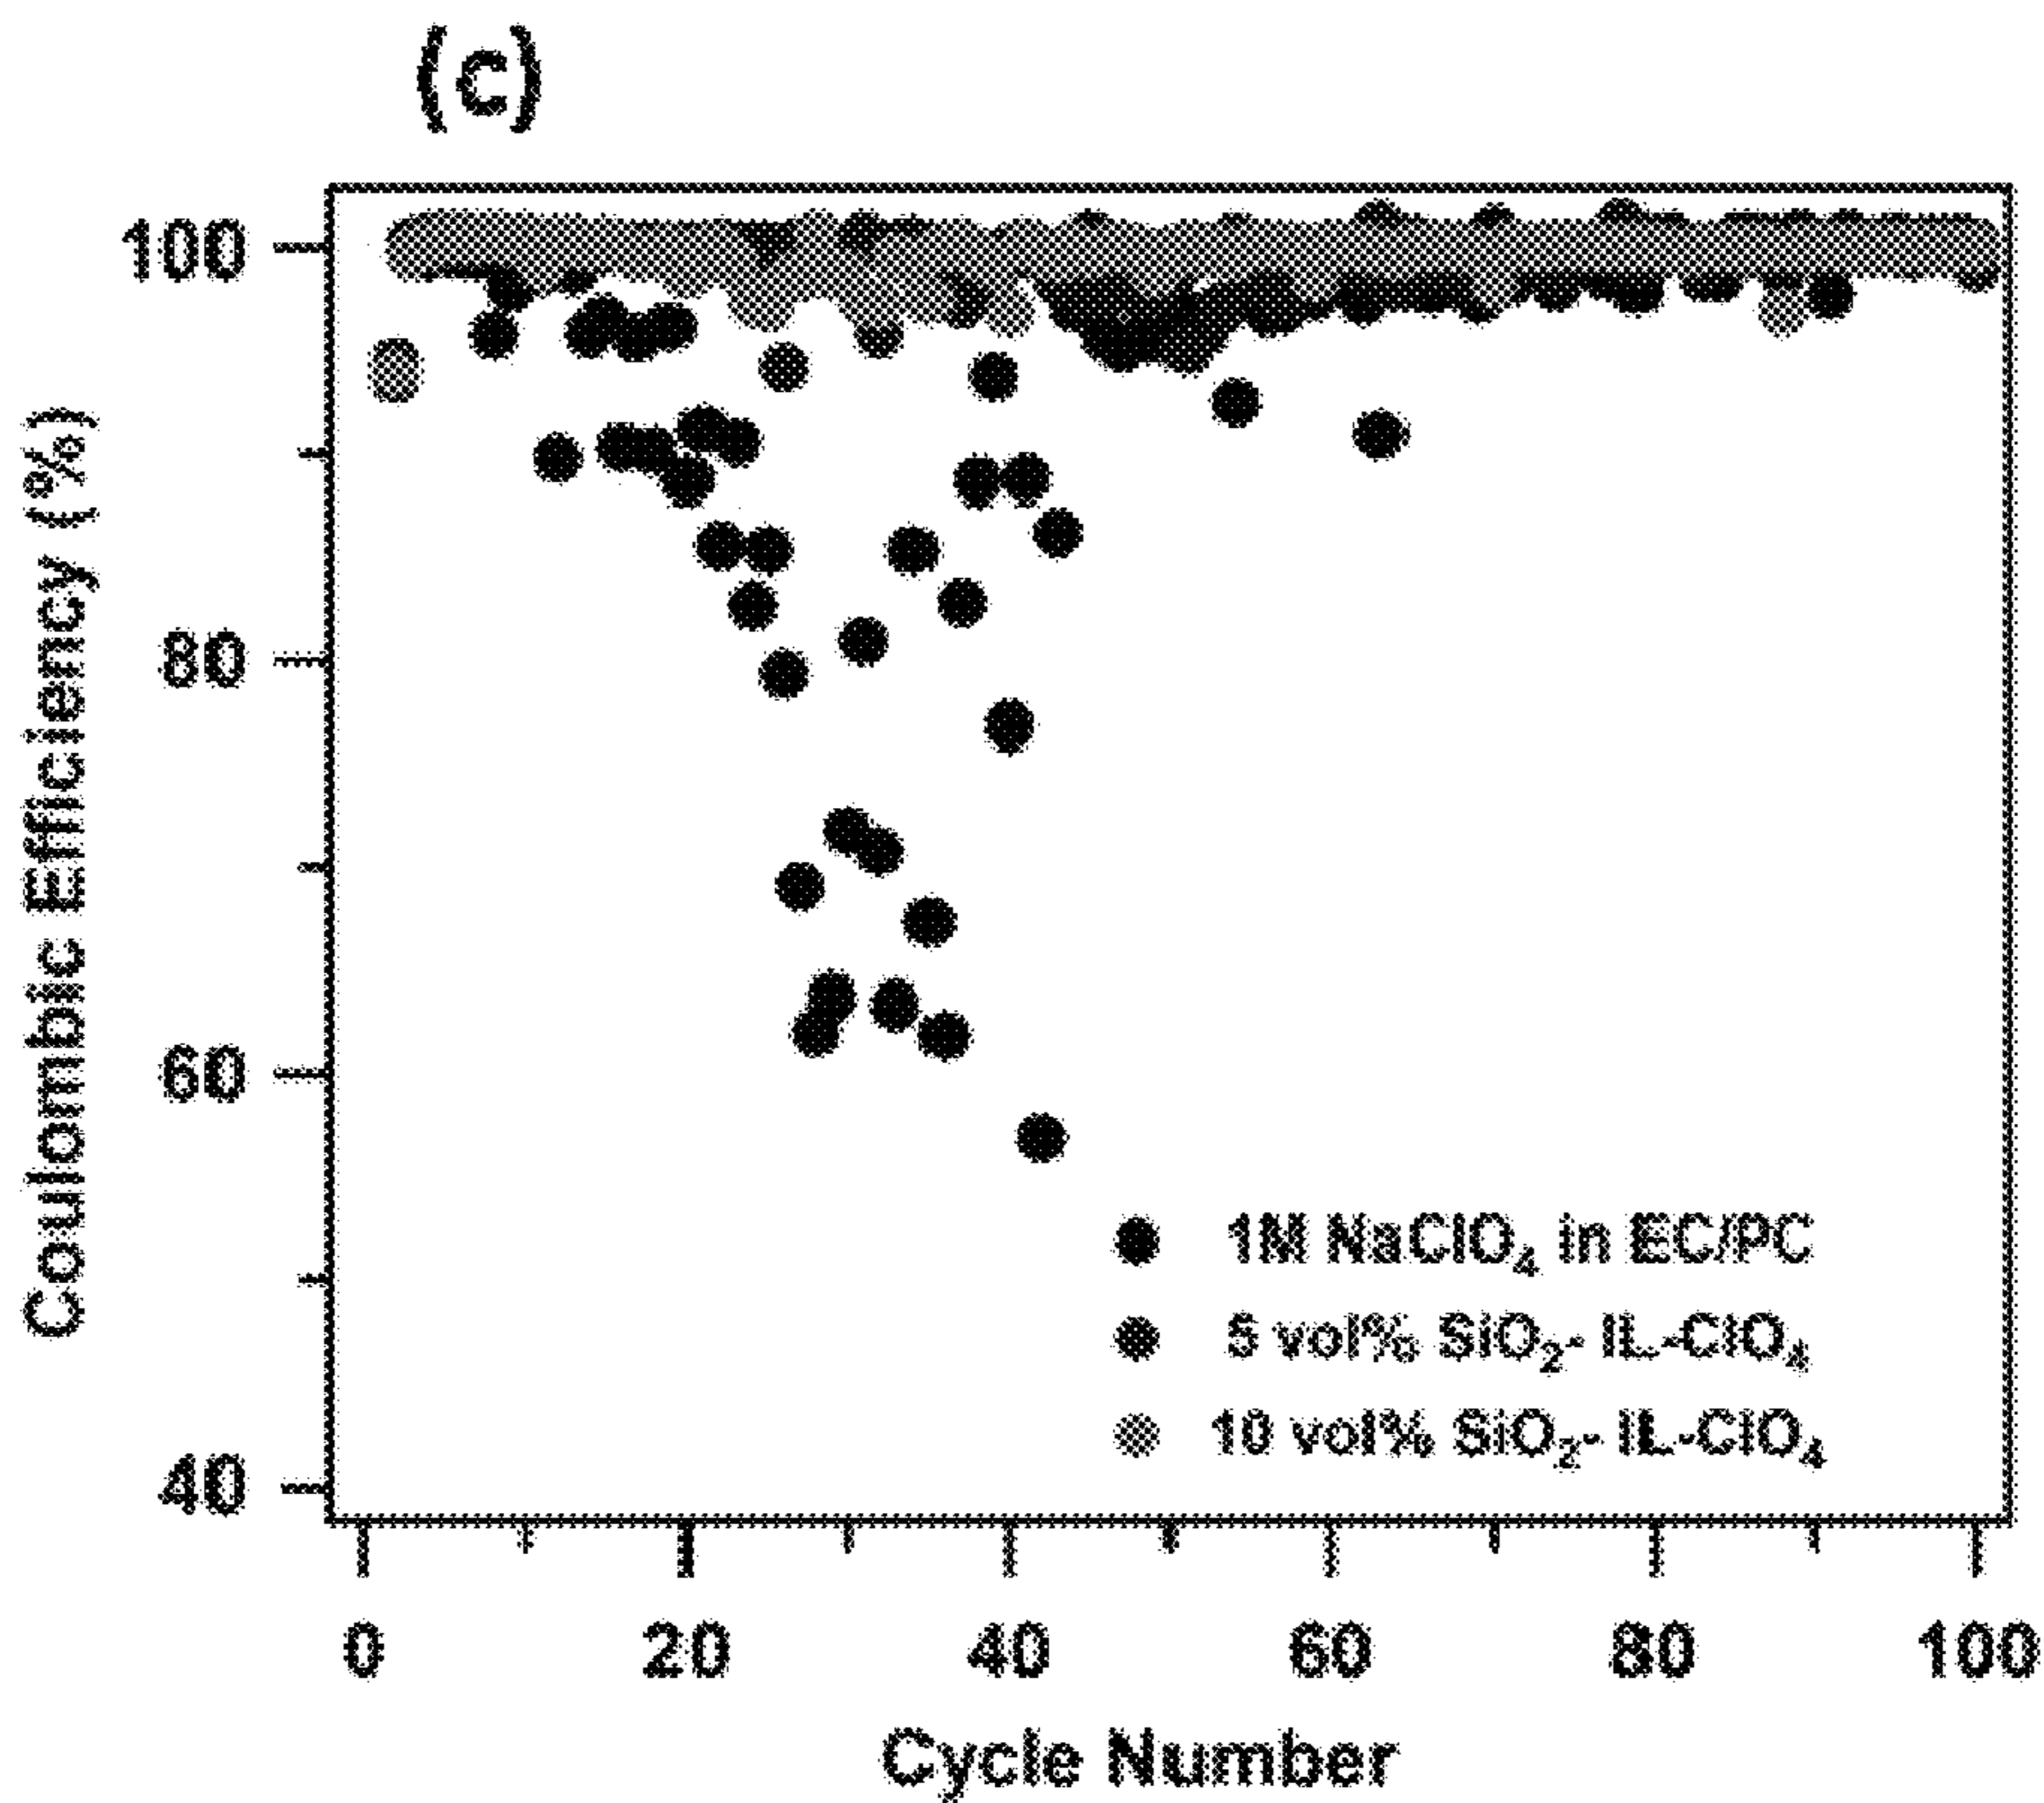 (c)
100
80
60
40
Coulombic Efficiency (%)
1M NaClO₄ in EC/PC
5 vol% SiO₂- IL-ClO₄
10 vol% SiO₂- IL-ClO₄
0 20 40 60 80 100
Cycle Number